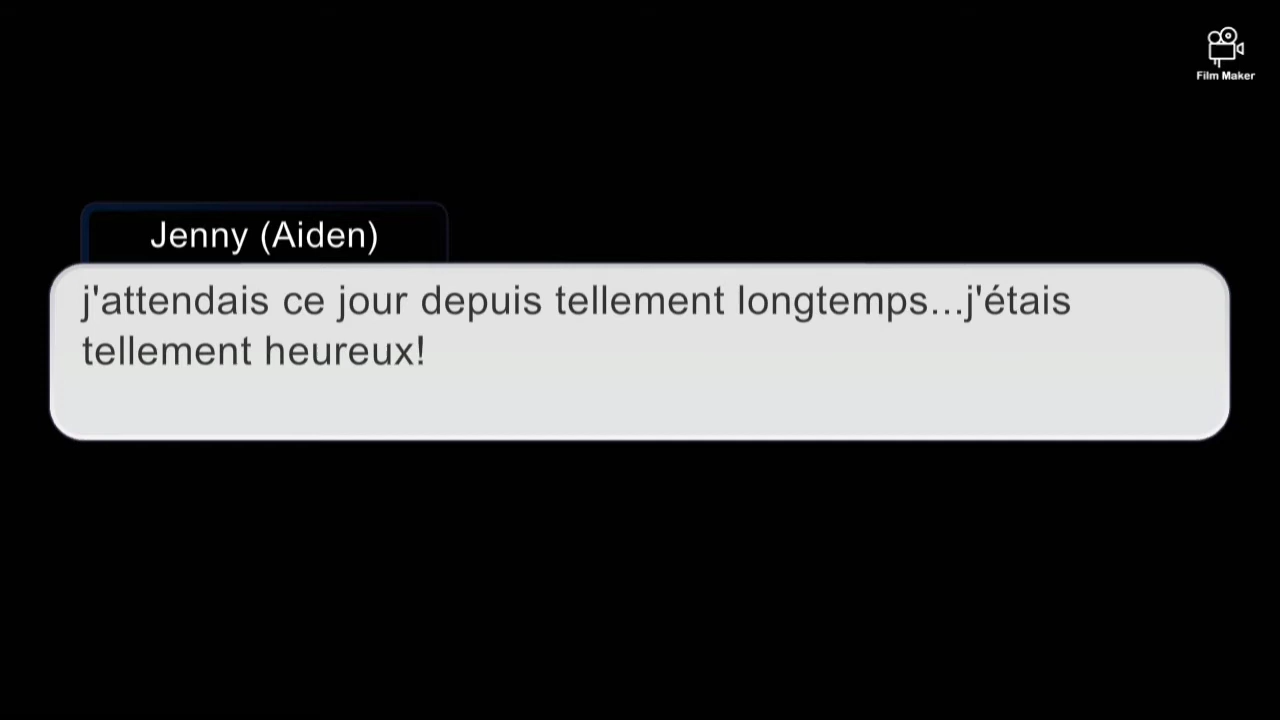 Film Maker
Jenny (Aiden)
j'attendais ce jour depuis tellement longtemps...j'étais
tellement heureux!